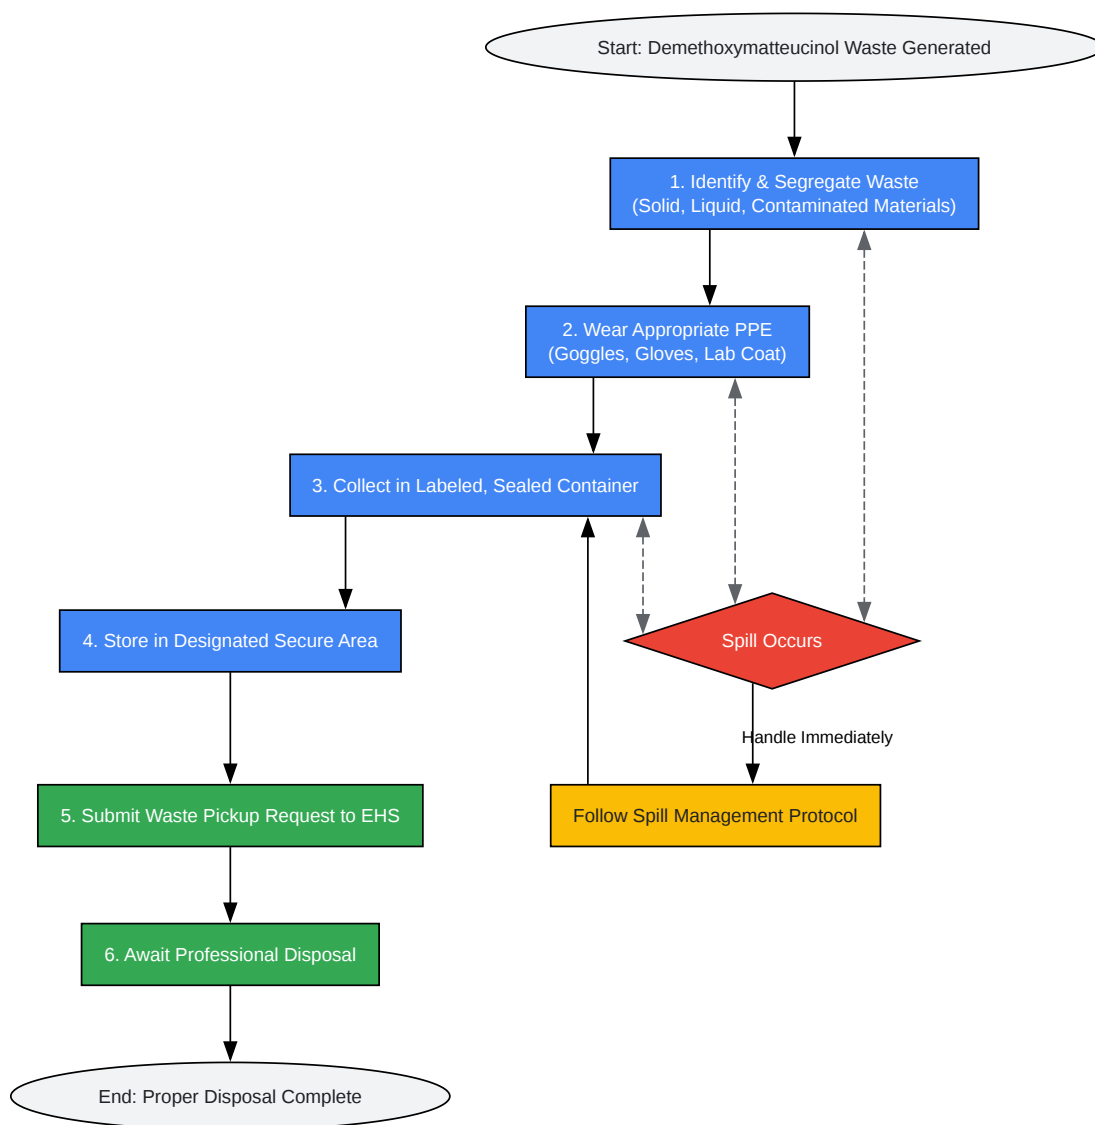 Start: Demethoxymatteucinol Waste Generated
1. Identify & Segregate Waste
(Solid, Liquid, Contaminated Materials)
2. Wear Appropriate PPE
(Goggles, Gloves, Lab Coat)
3. Collect in Labeled, Sealed Container
4. Store in Designated Secure Area
Spill Occurs
Handle Immediately
5. Submit Waste Pickup Request to EHS
Follow Spill Management Protocol
6. Await Professional Disposal
End: Proper Disposal Complete